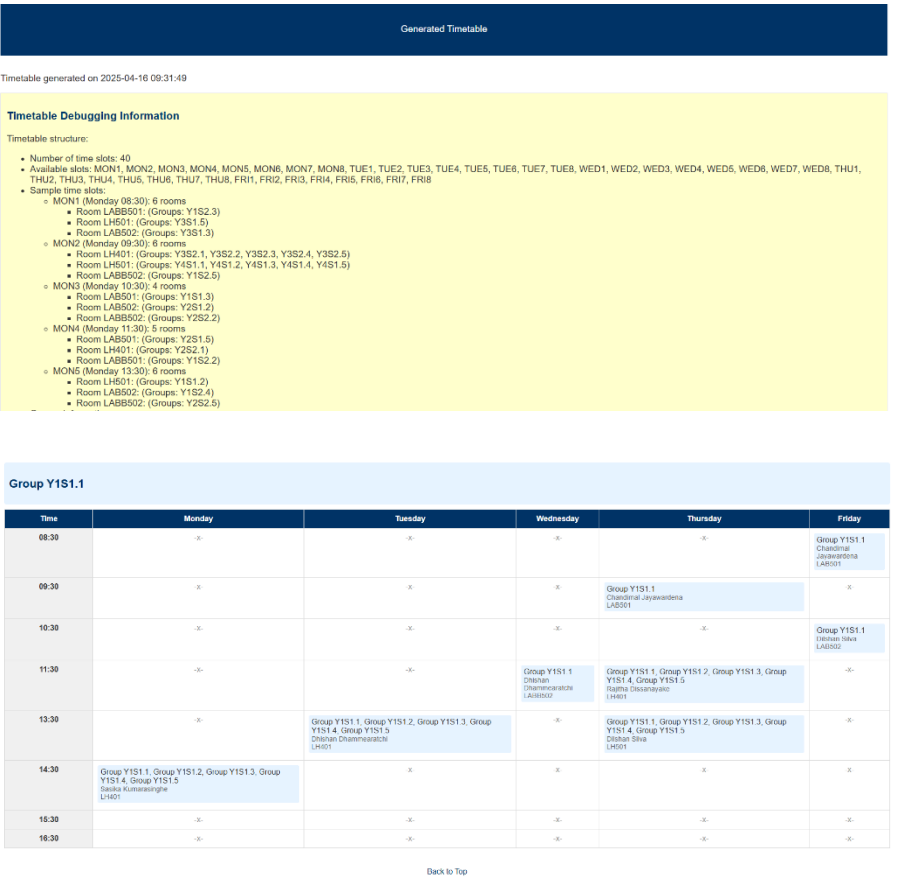 Generated Timetable
Timetable generated on 2025-04-16 09:31:49
Timetable Debugging Information
Timetable structure:
Number of time slots: 40
Available slots: MON1, MON2, MON3, MON4, MON5, MON6, MON7, MON8, TUE1, TUE2, TUE3, TUE4, TUE5, TUE6, TUE7, TUE8, WED1, WED2, WED3, WED4, WED5, WED6, WED7, WED8, THU1,
THU2, THU3, THU4, THU5, THU6, THU7, THU8, FRI1, FRI2, FRI3, FRI4, FRI5, FRI6, FRI7, FRI8
Sample time slots:
MON1 (Monday 08:30): 6 rooms
Room LABB501: (Groups: Y1S2.3)
Room LH501: (Groups: Y3S1.5)
Room LAB502: (Groups: Y3S1.3)
MON2 (Monday 09:30): 6 rooms
Room LH401: (Groups: Y3S2.1, Y3S2.2, Y3S2.3, Y3S2.4, Y3S2.5)
Room LH501: (Groups: Y4S1.1, Y4S1.2, Y4S1.3, Y4S1.4, Y4S1.5)
Room LABB502: (Groups: Y1S2.5)
MON3 (Monday 10:30): 4 rooms
Room LAB501: (Groups: Y1S1.3)
Room LAB502: (Groups: Y2S1.2)
Room LABB502: (Groups: Y2S2.2)
MON4 (Monday 11:30): 5 rooms
Room LAB501: (Groups: Y2S1.5)
Room LH401: (Groups: Y2S2.1)
Room LABB501: (Groups: Y1S2.2)
MON5 (Monday 13:30): 6 rooms
Room LH501: (Groups: Y1S1.2)
Room LAB502: (Groups: Y1S2.4)
Room LABB502: (Groups: Y2S2.5)
Group Y1S1.1
Time Monday Tuesday Wednesday Thursday Friday
08:30 -x- -x- -x- -x- Group Y1S1.1
Chandimal
Jayawardena
LAB501
09:30 -x- -x- -x- Group Y1S1.1 -x-
Chandimal Jayawardena
LAB501
10:30 -x- -x- -x- -x- Group Y1S1.1
Dilshan Silva
LAB502
11:30 -x- -x- Group Y1S1.1 Group Y1S1.1, Group Y1S1.2, Group Y1S1.3, Group -x-
Dhishan Y1S1.4, Group Y1S1.5
Dhammearatchi Rajitha Dissanayake
LABB502 LH401
13:30 -x- Group Y1S1.1, Group Y1S1.2, Group Y1S1.3, Group -x- Group Y1S1.1, Group Y1S1.2, Group Y1S1.3, Group -x-
Y1S1.4, Group Y1S1.5 Y1S1.4, Group Y1S1.5
Dhishan Dhammearatchi Dilshan Silva
LH401 LH501
14:30 Group Y1S1.1, Group Y1S1.2, Group Y1S1.3, Group -x- -x- -x- -x-
Y1S1.4, Group Y1S1.5
Sasika Kumarasinghe
LH401
15:30 -x- -x- -x- -x- -x-
16:30 -x- -x- -x- -x- -x-
Back to Top